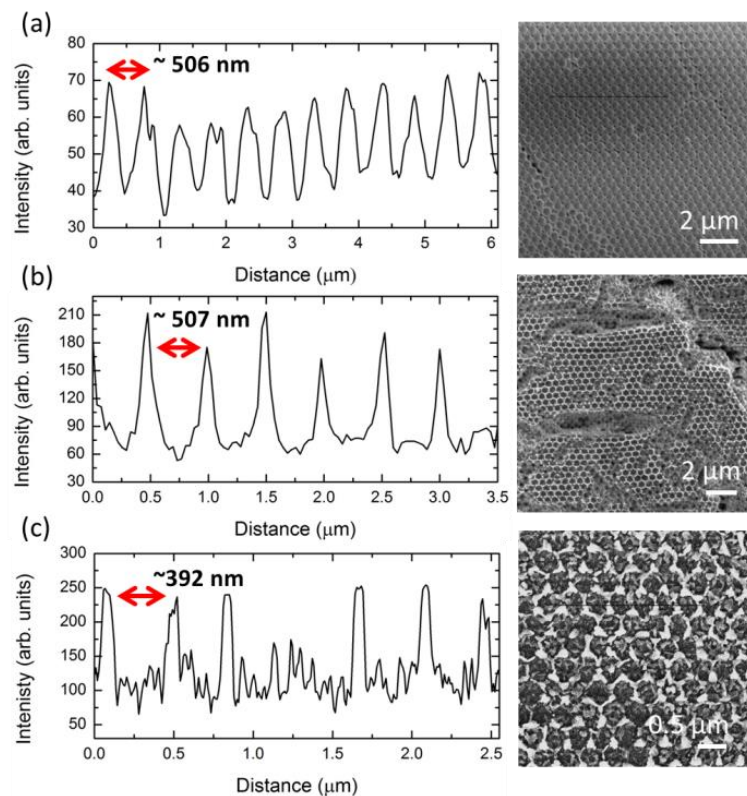 (a)
~ 506 nm
80
70
60
50
40
30
Intensity (arb. units)
0 1 2 3 4 5 6
Distance (μm)
2 μm
(b)
~ 507 nm
210
180
150
120
90
60
Intensity (arb. units)
0.0 0.5 1.0 1.5 2.0 2.5 3.0 3.5
Distance (μm)
2 μm
(c)
~392 nm
300
250
200
150
100
50
Intenisty (arb. units)
0.0 0.5 1.0 1.5 2.0 2.5
Distance (μm)
0.5 μm